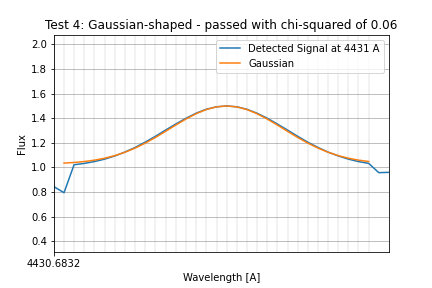 Test 4: Gaussian-shaped - passed with chi-squared of 0.06
Detected Signal at 4431 A
Gaussian
2.0
1.8
1.6
1.4
1.2
1.0
0.8
0.6
0.4
Flux
4430.6832
Wavelength [A]